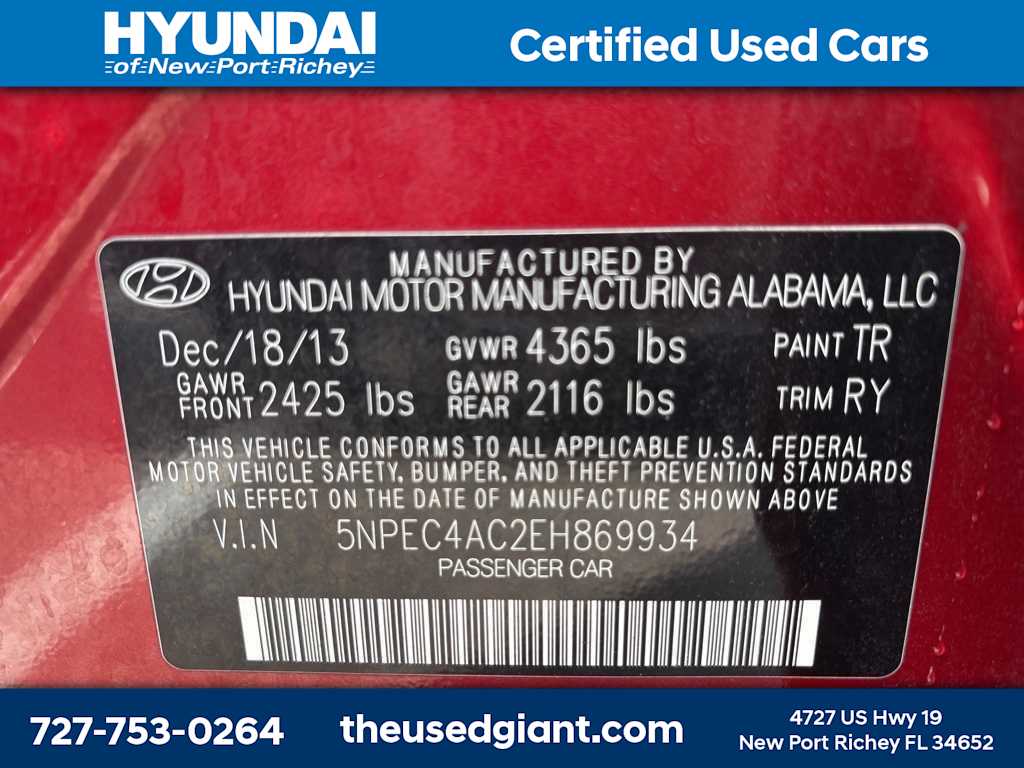 HYUNDAI
of New Port Richey
Certified Used Cars
MANUFACTURED BY
HYUNDAI MOTOR MANUFACTURING ALABAMA, LLC
Dec/18/13 GVWR 4365 lbs PAINT TR
GAWR FRONT 2425 lbs GAWR REAR 2116 lbs TRIM RY
THIS VEHICLE CONFORMS TO ALL APPLICABLE U.S.A. FEDERAL
MOTOR VEHICLE SAFETY, BUMPER, AND THEFT PREVENTION STANDARDS
IN EFFECT ON THE DATE OF MANUFACTURE SHOWN ABOVE
V.I.N 5NPEC4AC2EH869934
PASSENGER CAR
727-753-0264
theusedgiant.com
4727 US Hwy 19
New Port Richey FL 34652